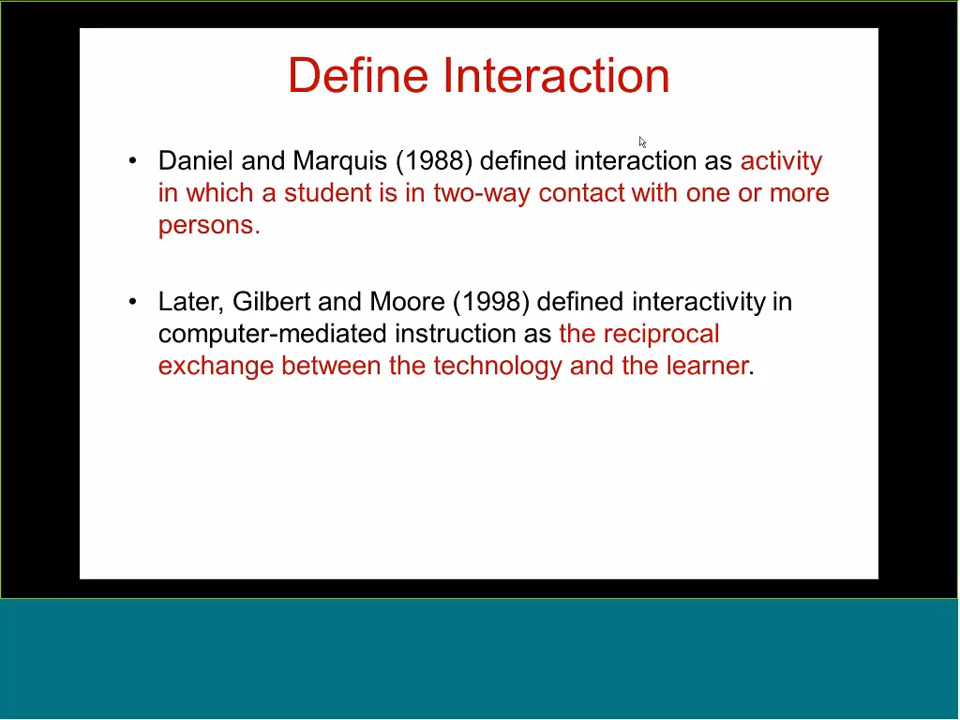 Define Interaction
• Daniel and Marquis (1988) defined interaction as activity
in which a student is in two-way contact with one or more
persons.
• Later, Gilbert and Moore (1998) defined interactivity in
computer-mediated instruction as the reciprocal
exchange between the technology and the learner.